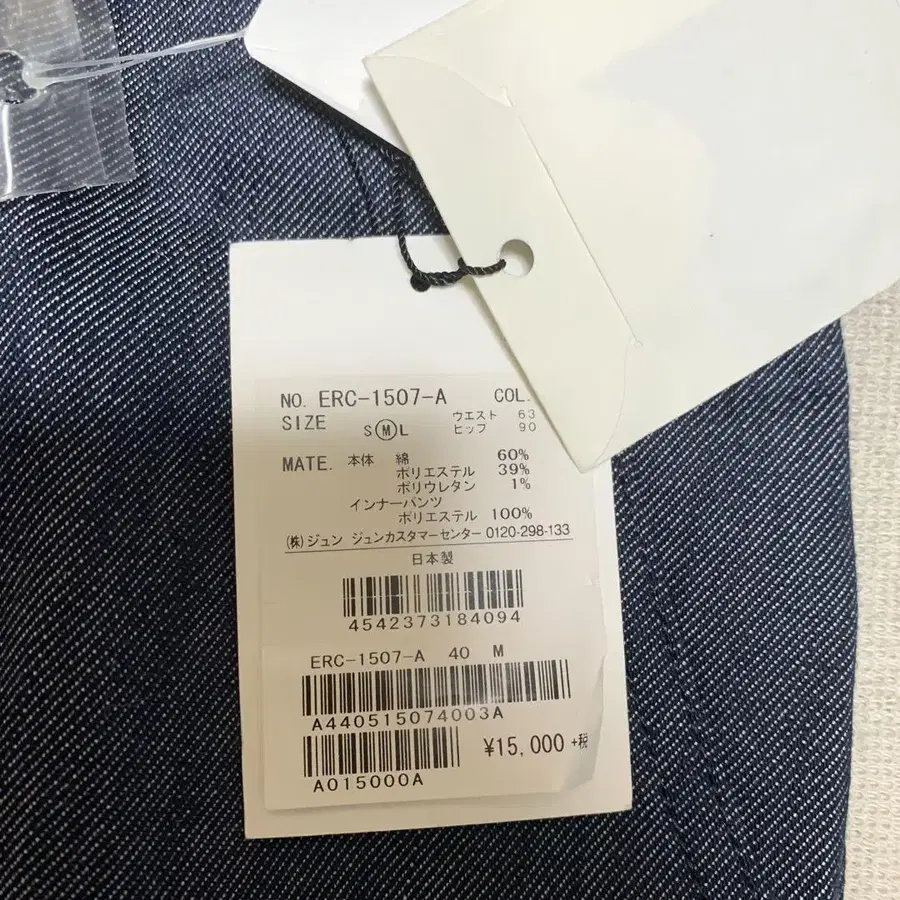 NO. ERC-1507-A COL.
SIZE S M L ウエスト 63
ヒップ 90
MATE. 本体 綿 60%
ポリエステル 39%
ポリウレタン 1%
インナーパンツ
ポリエステル 100%
(株)ジュン ジュンカスタマーセンター 0120-298-133
日本製
4542373184094
ERC-1507-A 40 M
A440515074003A
¥15,000 +税
A015000A